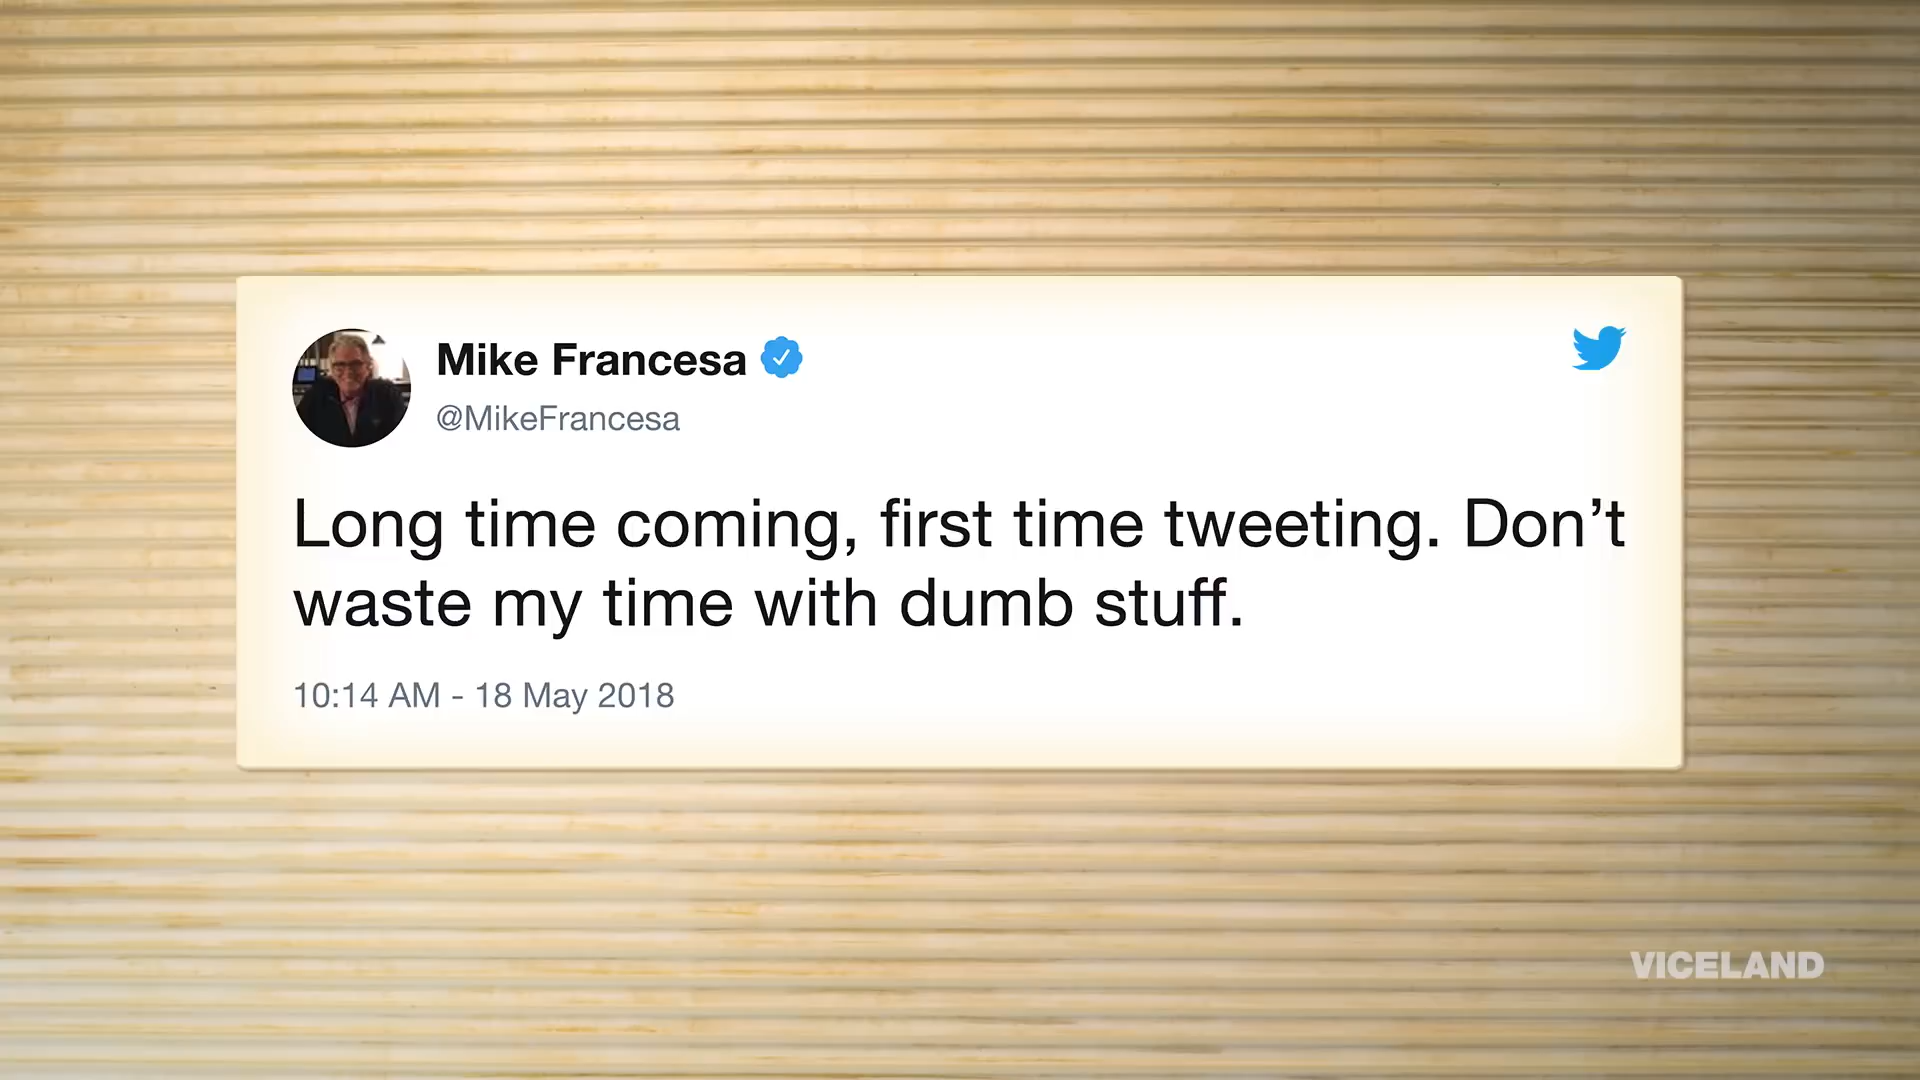 Mike Francesa
@MikeFrancesa
Long time coming, first time tweeting. Don’t
waste my time with dumb stuff.
10:14 AM - 18 May 2018
VICELAND